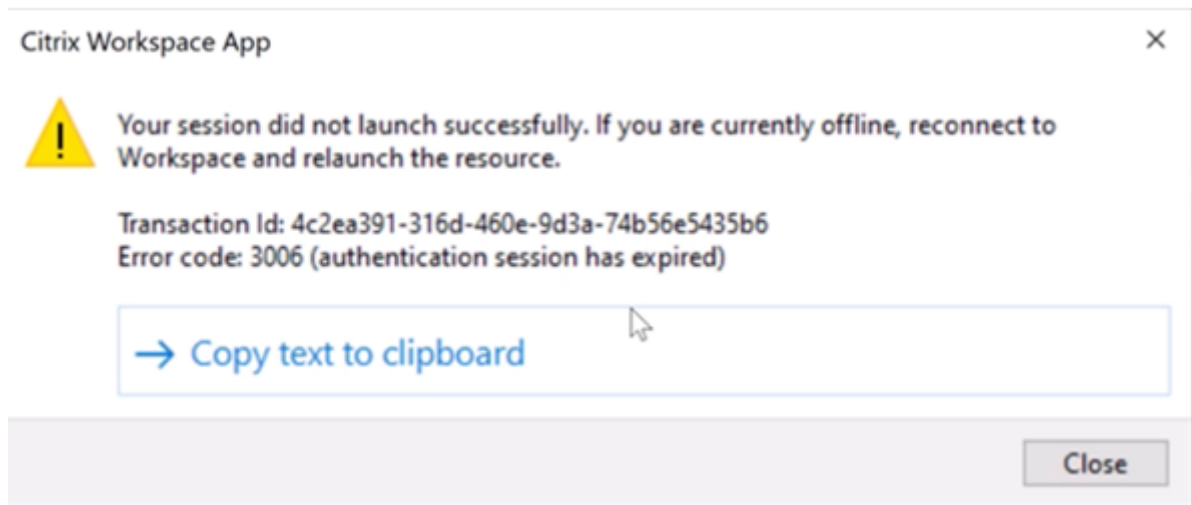 Citrix Workspace App
Your session did not launch successfully. If you are currently offline, reconnect to
Workspace and relaunch the resource.
Transaction Id: 4c2ea391-316d-460e-9d3a-74b56e5435b6
Error code: 3006 (authentication session has expired)
Copy text to clipboard
Close